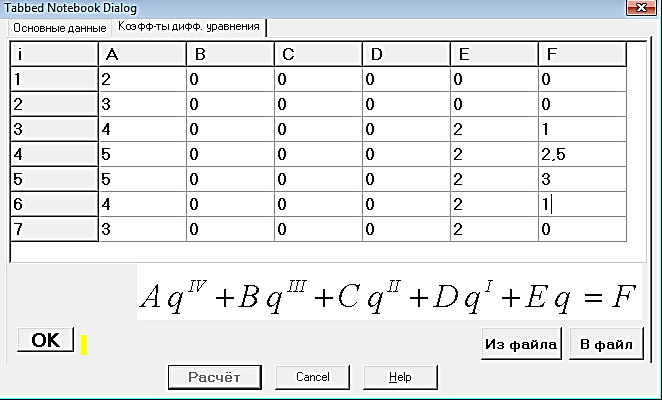 Tabbed Notebook Dialog
Основные данные Коэфф-ты дифф. уравнения
i A B C D E F
1 2 0 0 0 0 0
2 3 0 0 0 0 0
3 4 0 0 0 2 1
4 5 0 0 0 2 2,5
5 5 0 0 0 2 3
6 4 0 0 0 2 1
7 3 0 0 0 2 0
A q^{IV} + B q^{III} + C q^{II} + D q^{I} + E q = F
OK Из файла В файл
Расчёт Cancel Help